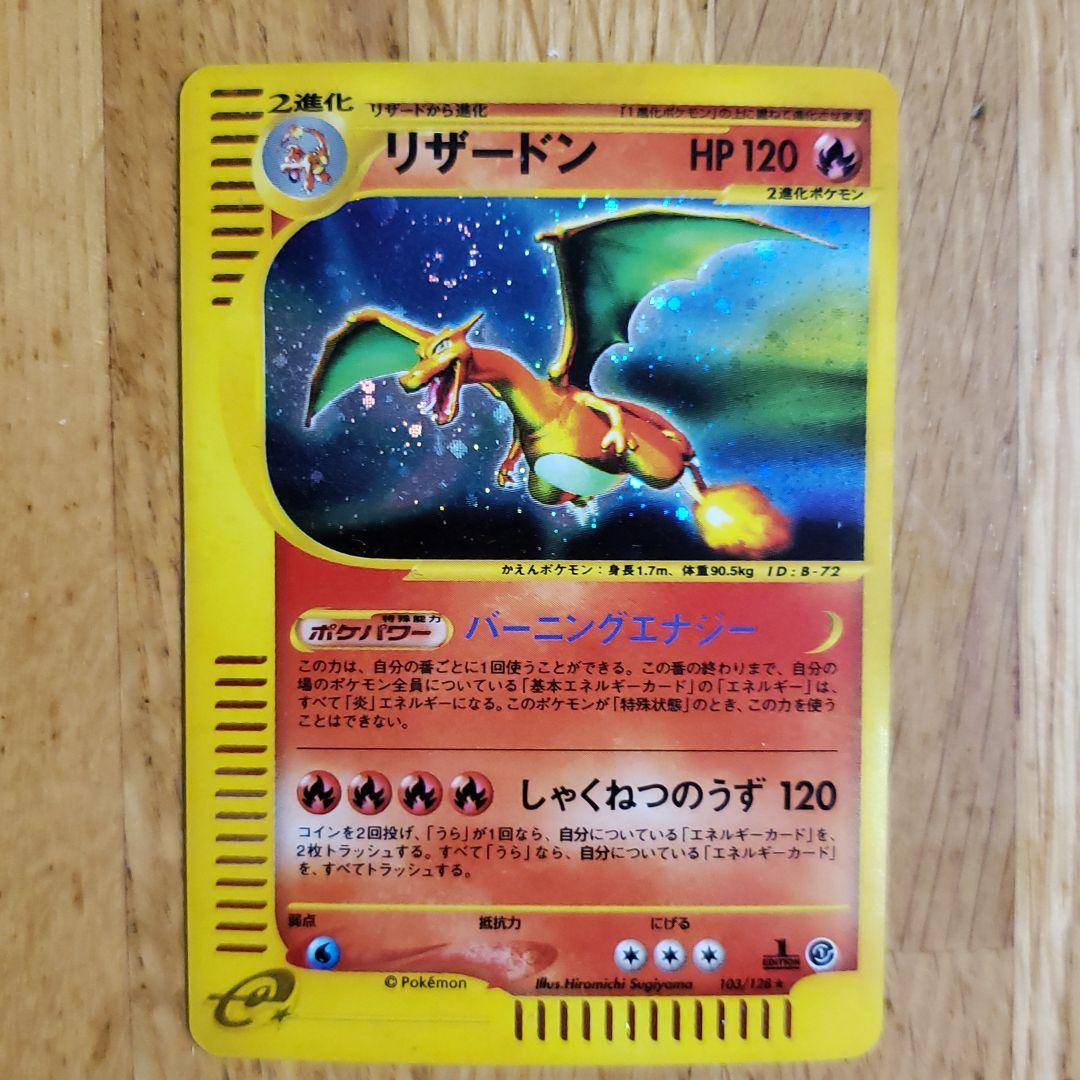 2進化 リザードから進化 「1進化ポケモン」の上に重ねて進化させます
リザードン HP 120
2進化ポケモン
かえんポケモン:身長1.7m、体重90.5kg ID:B-72
特殊能力
ポケパワー バーニングエナジー
この力は、自分の番ごとに1回使うことができる。この番の終わりまで、自分の
場のポケモン全員についている「基本エネルギーカード」の「エネルギー」は、
すべて「炎」エネルギーになる。このポケモンが「特殊状態」のとき、この力を使う
ことはできない。
しゃくねつのうず 120
コインを2回投げ、「うら」が1回なら、自分についている「エネルギーカード」を、
2枚トラッシュする。すべて「うら」なら、自分についている「エネルギーカード」
を、すべてトラッシュする。
弱点 抵抗力 にげる
1
EDITION
©Pokémon Illus.Hiromichi Sugiyama 103/128★
e